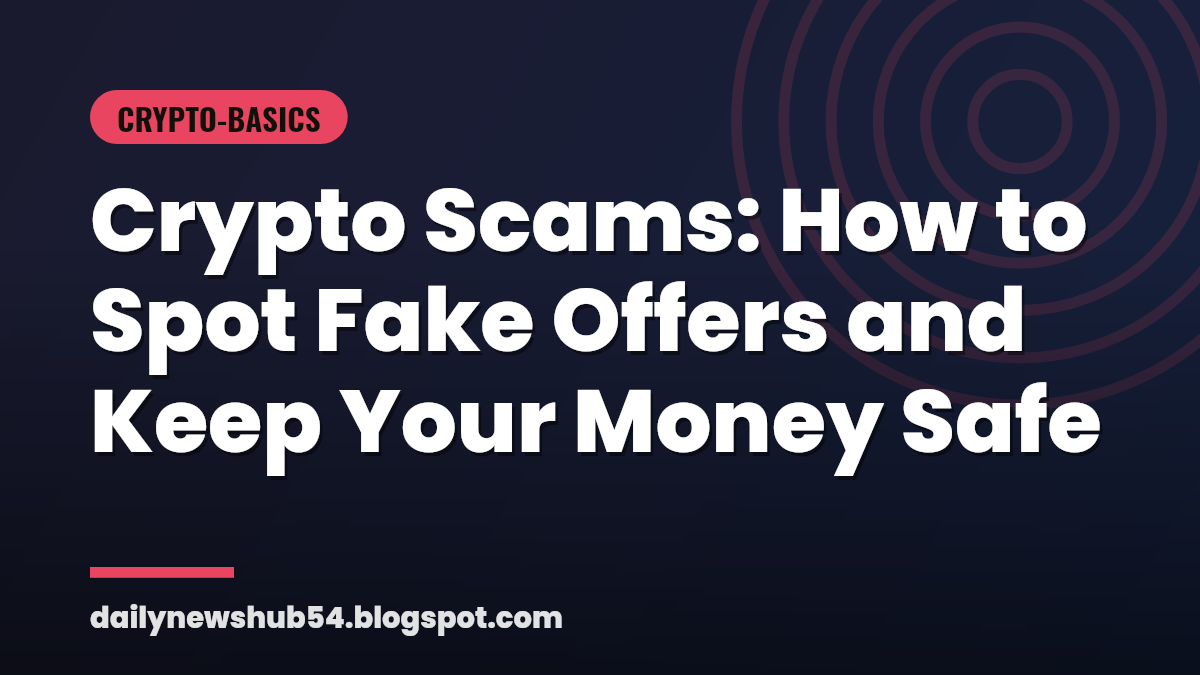 CRYPTO-BASICS
Crypto Scams: How to
Spot Fake Offers and
Keep Your Money Safe
dailynewshub54.blogspot.com